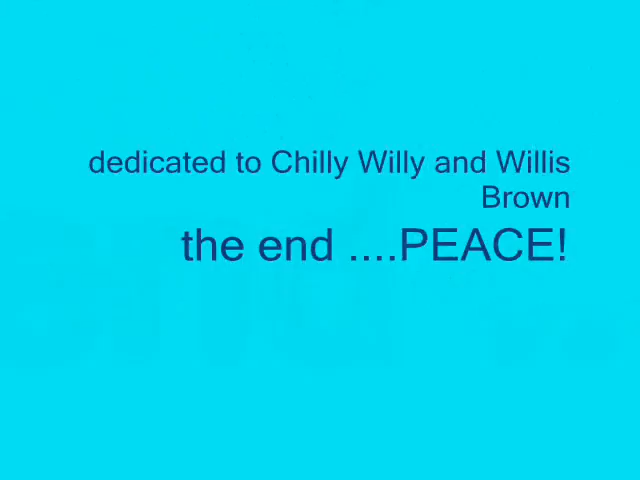 dedicated to Chilly Willy and Willis
Brown
the end ....PEACE!